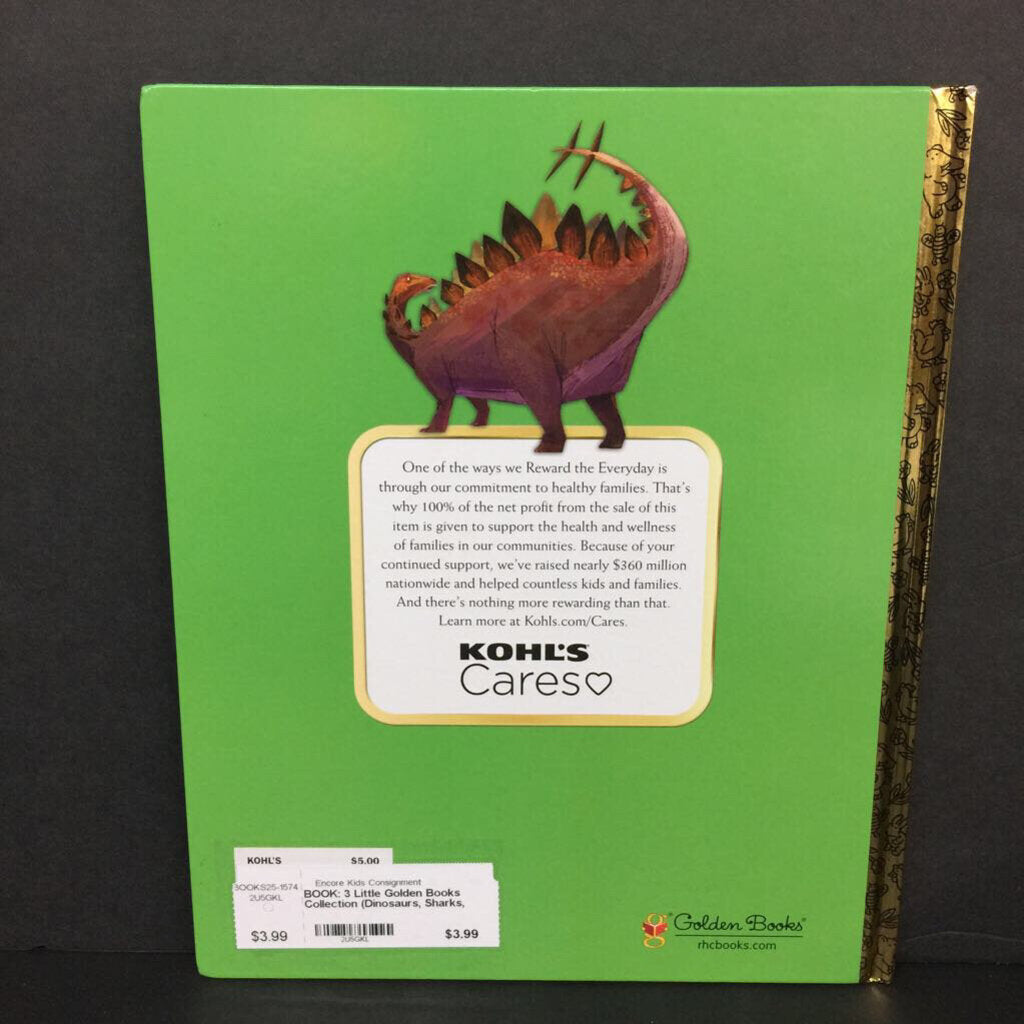 One of the ways we Reward the Everyday is
through our commitment to healthy families. That's
why 100% of the net profit from the sale of this
item is given to support the health and wellness
of families in our communities. Because of your
continued support, we've raised nearly $360 million
nationwide and helped countless kids and families.
And there's nothing more rewarding than that.
Learn more at Kohls.com/Cares.
KOHL'S
Cares
KOHL'S $5.00
BOOKS25-1574
2U5GKL
$3.99
Encore Kids Consignment
BOOK: 3 Little Golden Books
Collection (Dinosaurs, Sharks,
2U5GKL
$3.99
Golden Books®
rhcbooks.com